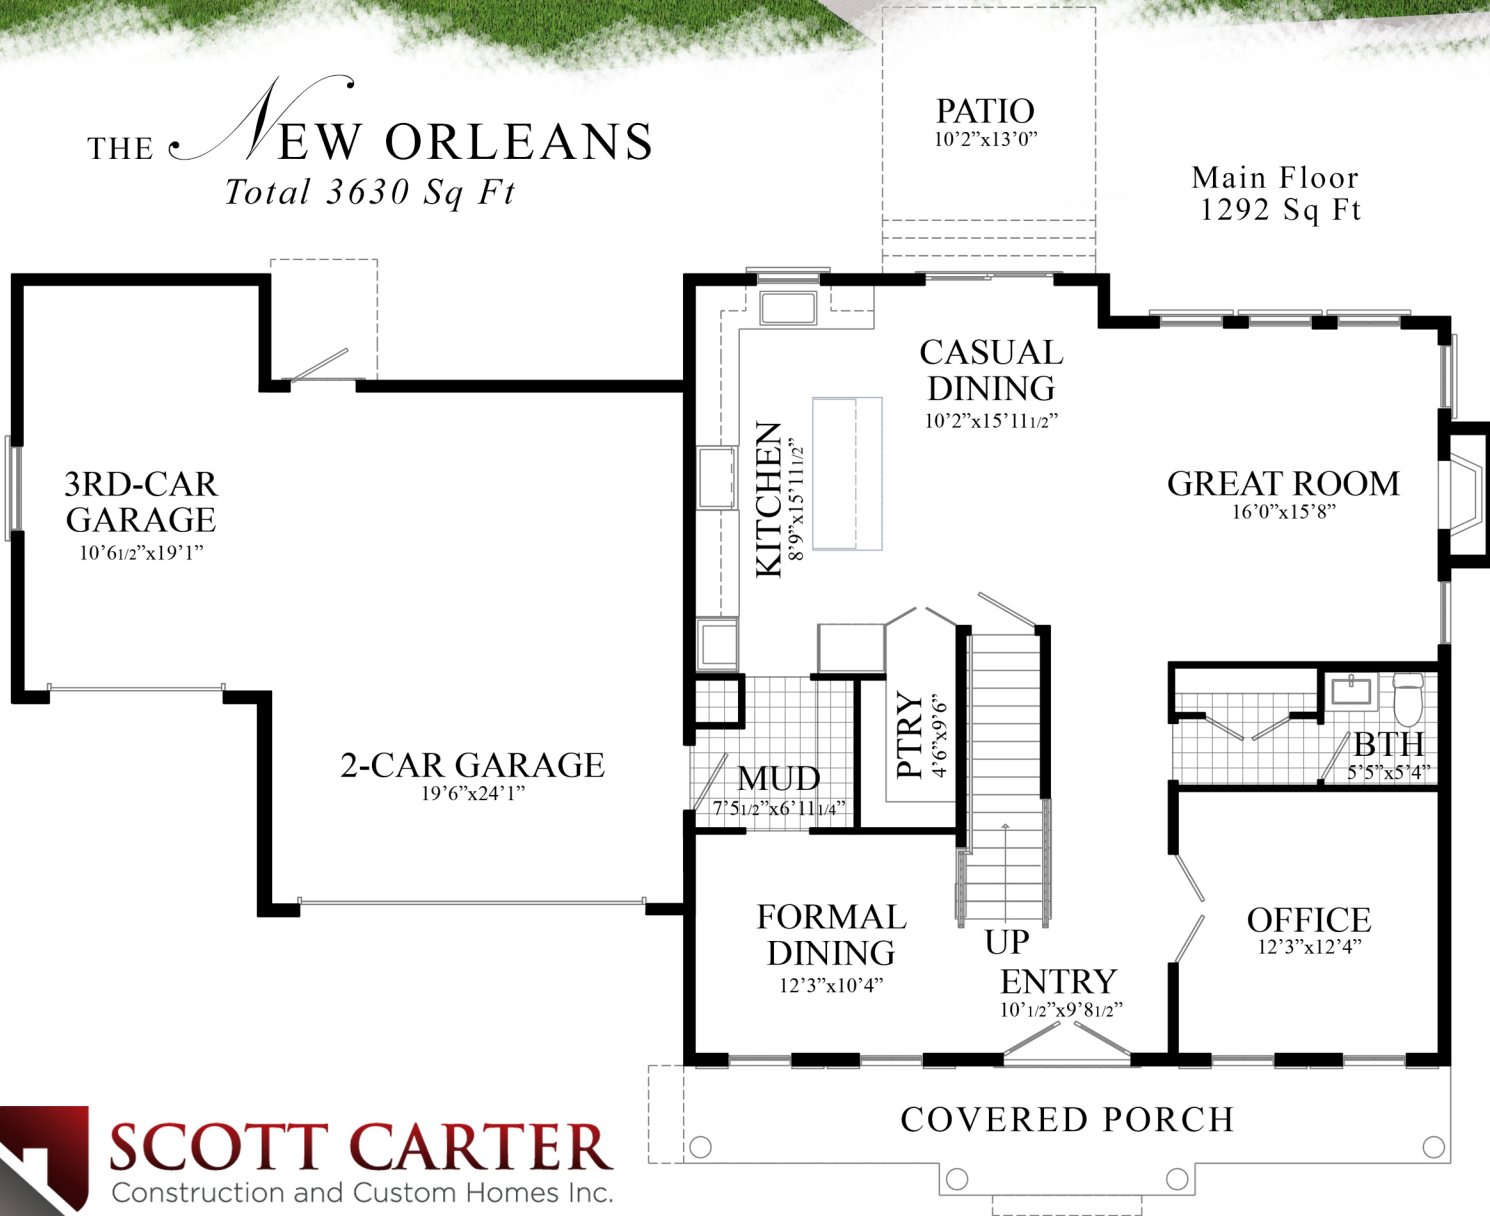 THE NEW ORLEANS
Total 3630 Sq Ft
PATIO
10'2”x13'0”
Main Floor
1292 Sq Ft
CASUAL
DINING
10'2”x15'11 1/2”
KITCHEN
8'9”x15'11 1/2”
GREAT ROOM
16'0”x15'8”
3RD-CAR
GARAGE
10'6 1/2”x19'1”
2-CAR GARAGE
19'6”x24'1”
MUD
7'5 1/2”x6'11 1/4”
PTRY
4'6”x9'6”
BTH
5'5”x5'4”
FORMAL
DINING
12'3”x10'4”
UP
ENTRY
10' 1/2”x9'8 1/2”
OFFICE
12'3”x12'4”
COVERED PORCH
SCOTT CARTER
Construction and Custom Homes Inc.